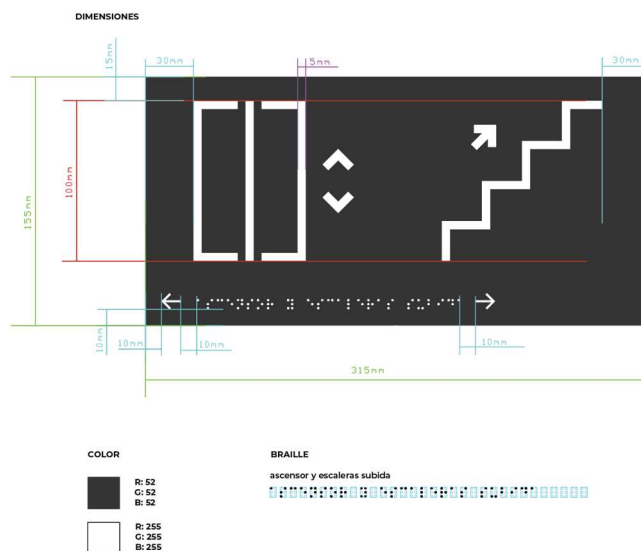 DIMENSIONES
15mm
30mm
5mm
30mm
100mm
155mm
10mm
10mm
10mm
10mm
315mm
COLOR
BRAILLE
R: 52
G: 52
B: 52
ascensor y escaleras subida
R: 255
G: 255
B: 255